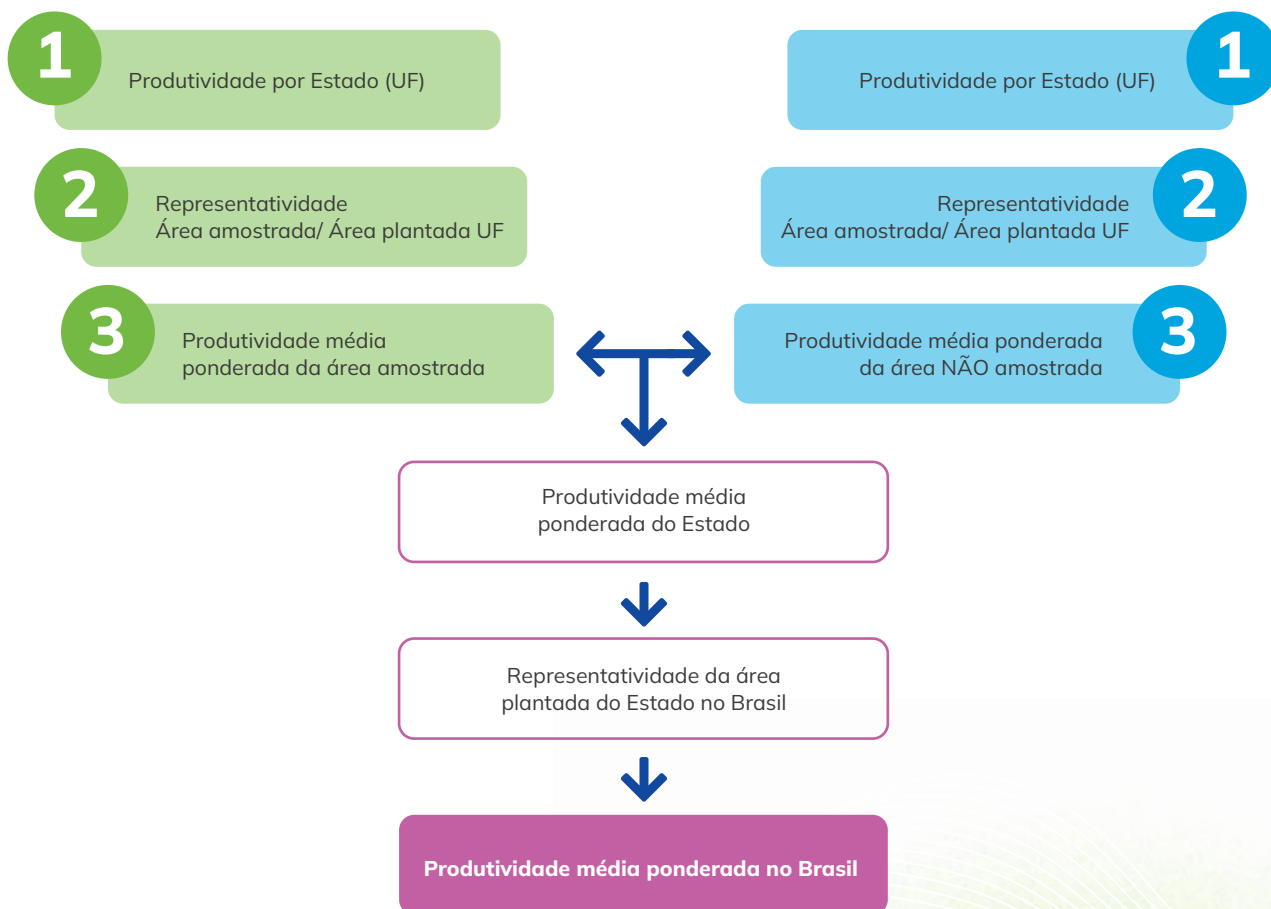 1
Produtividade por Estado (UF)
2
Representatividade
Área amostrada/ Área plantada UF
3
Produtividade média
ponderada da área amostrada
Produtividade por Estado (UF)
1
Representatividade
Área amostrada/ Área plantada UF
2
Produtividade média ponderada
da área NÃO amostrada
3
Produtividade média
ponderada do Estado
Representatividade da área
plantada do Estado no Brasil
Produtividade média ponderada no Brasil